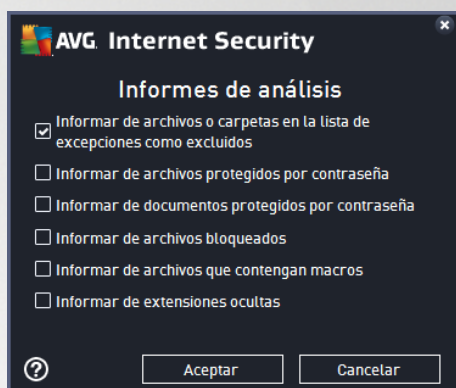 AVG. Internet Security
Informes de análisis
Informar de archivos o carpetas en la lista de
excepciones como excluidos
Informar de archivos protegidos por contraseña
Informar de documentos protegidos por contraseña
Informar de archivos bloqueados
Informar de archivos que contengan macros
Informar de extensiones ocultas
Aceptar
Cancelar